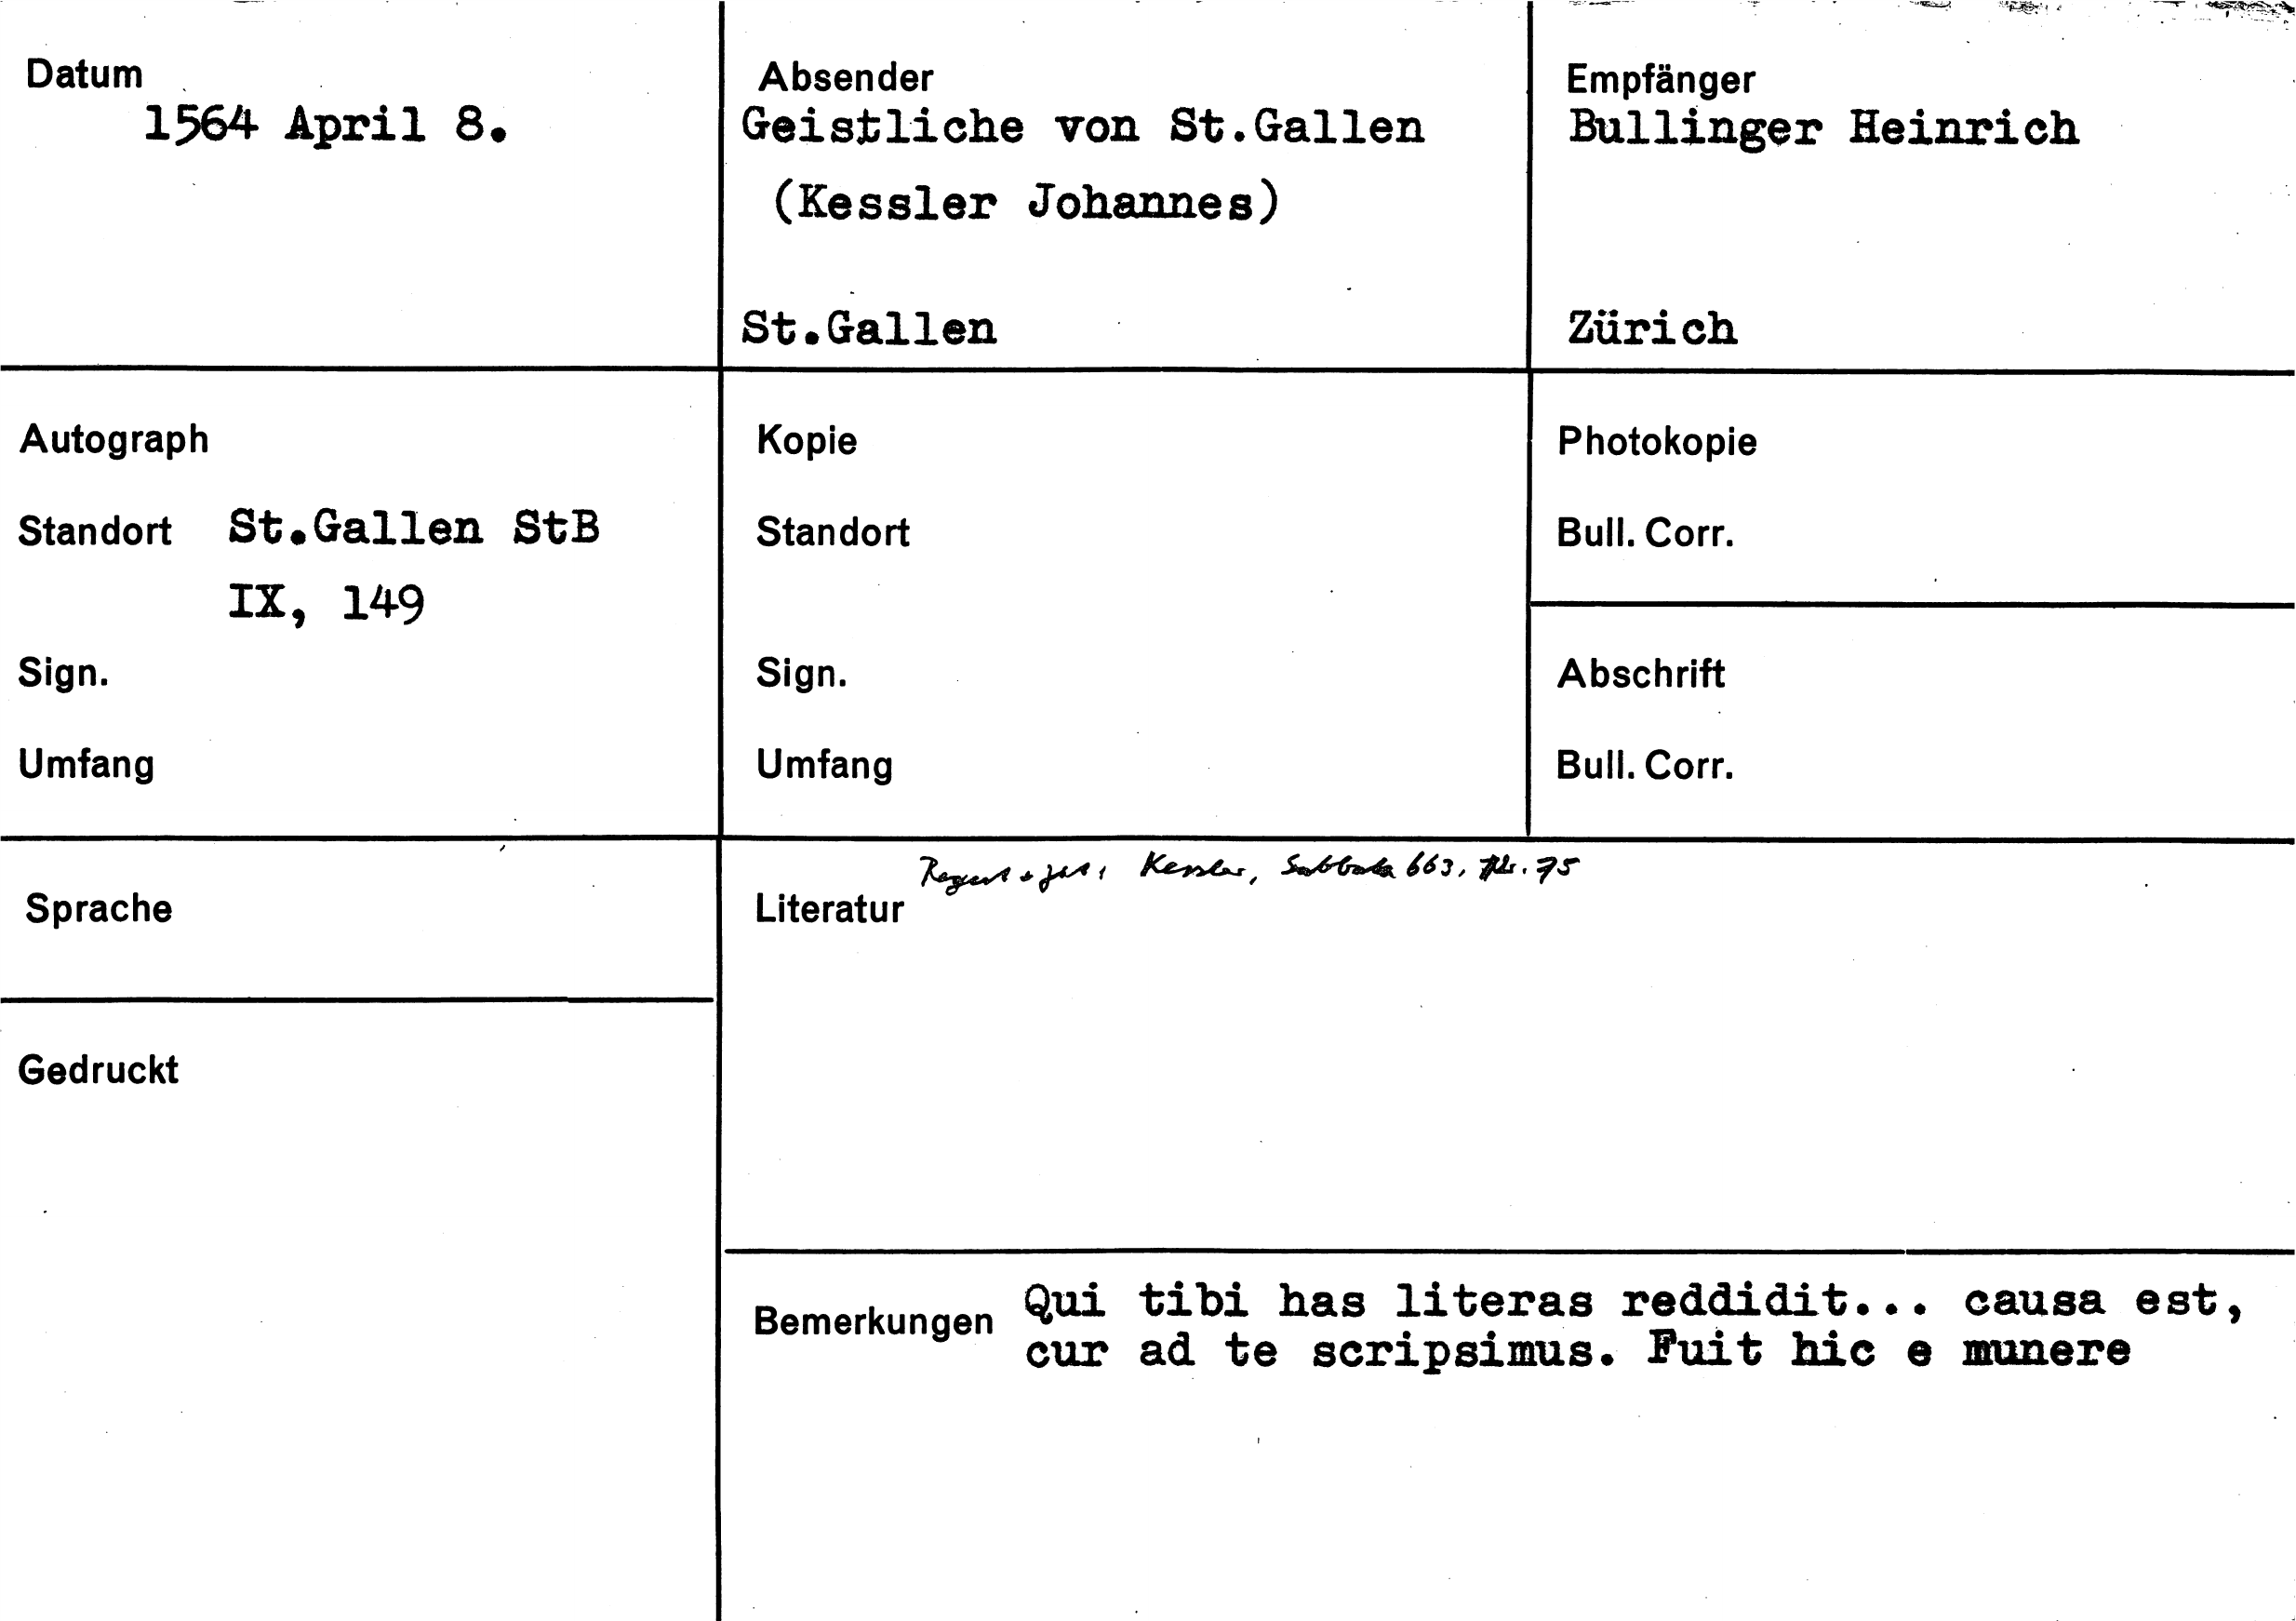 Datum
1564 April 8.
Absender
Geistliche von St.Gallen
(Kessler Johannes)
St.Gallen
Empfänger
Bullinger Heinrich
Zürich
Autograph
Standort St.Gallen StB
IX, 149
Sign.
Umfang
Kopie
Standort
Sign.
Umfang
Photokopie
Bull. Corr.
Abschrift
Bull. Corr.
Sprache
Gedruckt
Kessler, Sabbata 663, Nr. 75
Literatur
Bemerkungen Qui tibi has literas reddidit... causa est,
cur ad te scripsimus. Fuit hic e munere